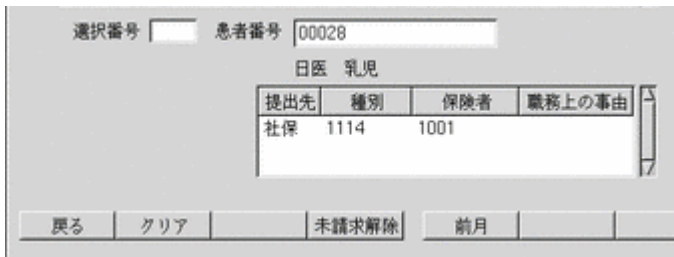 選択番号 患者番号 00028
日医 乳児
提出先 種別 保険者 職務上の事由
社保 1114 1001
戻る クリア 未請求解除 前月